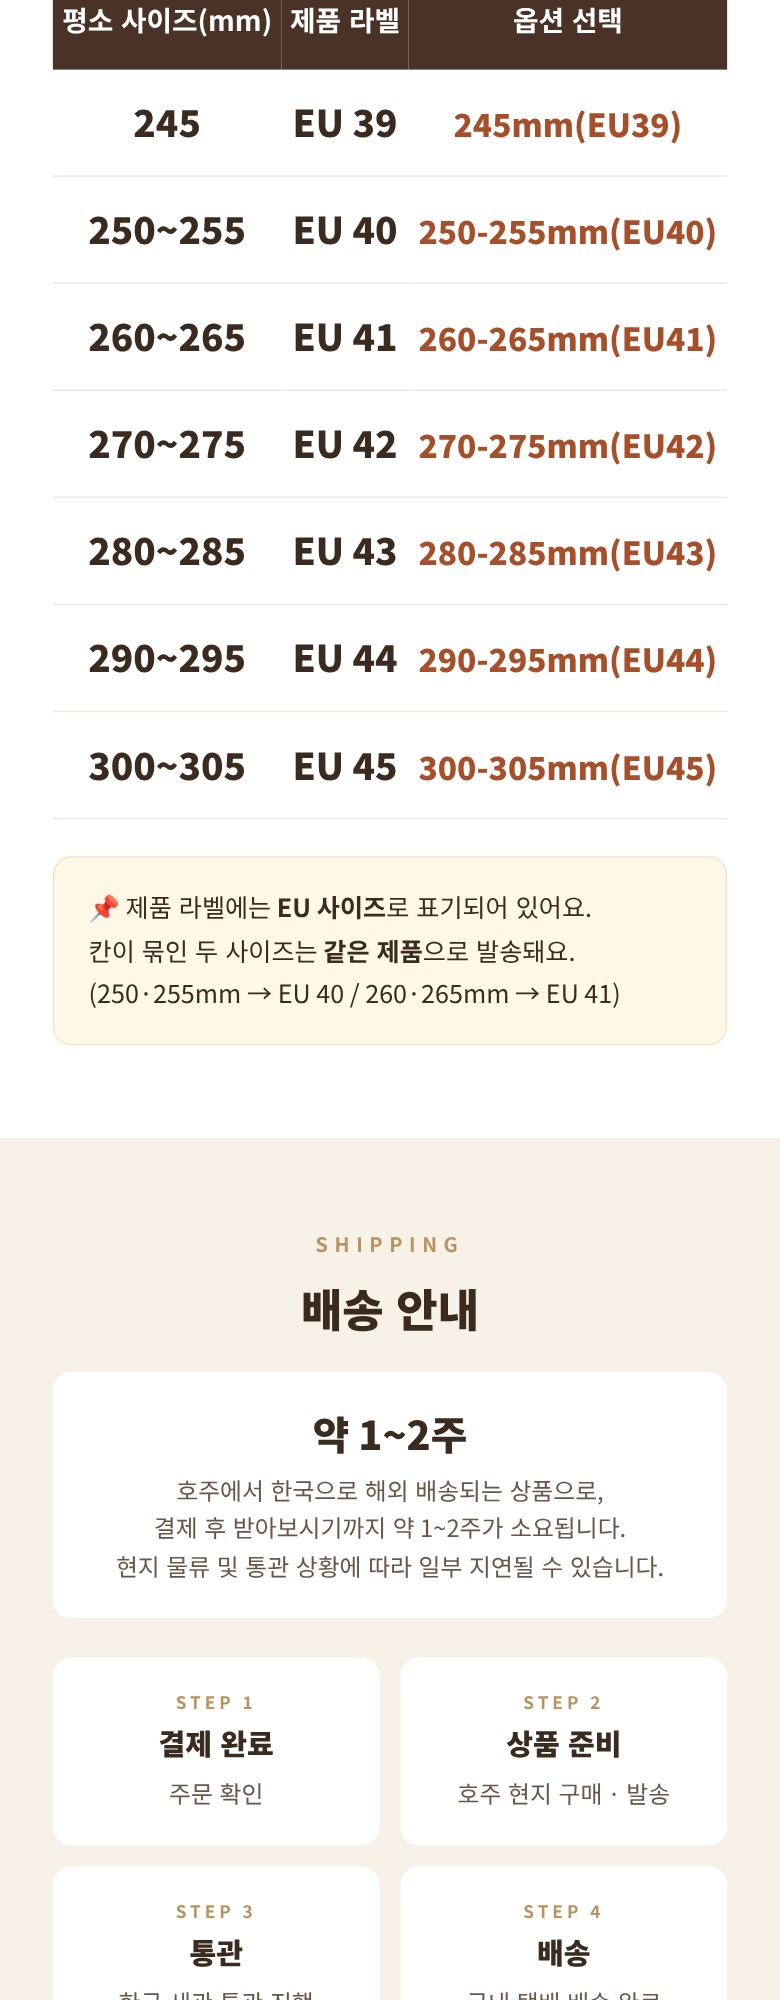 평소 사이즈(mm) 제품 라벨 옵션 선택
245 EU 39 245mm(EU39)
250~255 EU 40 250-255mm(EU40)
260~265 EU 41 260-265mm(EU41)
270~275 EU 42 270-275mm(EU42)
280~285 EU 43 280-285mm(EU43)
290~295 EU 44 290-295mm(EU44)
300~305 EU 45 300-305mm(EU45)
📌 제품 라벨에는 EU 사이즈로 표기되어 있어요.
칸이 묶인 두 사이즈는 같은 제품으로 발송돼요.
(250·255mm → EU 40 / 260·265mm → EU 41)
SHIPPING
배송 안내
약 1~2주
호주에서 한국으로 해외 배송되는 상품으로,
결제 후 받아보시기까지 약 1~2주가 소요됩니다.
현지 물류 및 통관 상황에 따라 일부 지연될 수 있습니다.
STEP 1
결제 완료
주문 확인
STEP 2
상품 준비
호주 현지 구매 · 발송
STEP 3
통관
STEP 4
배송